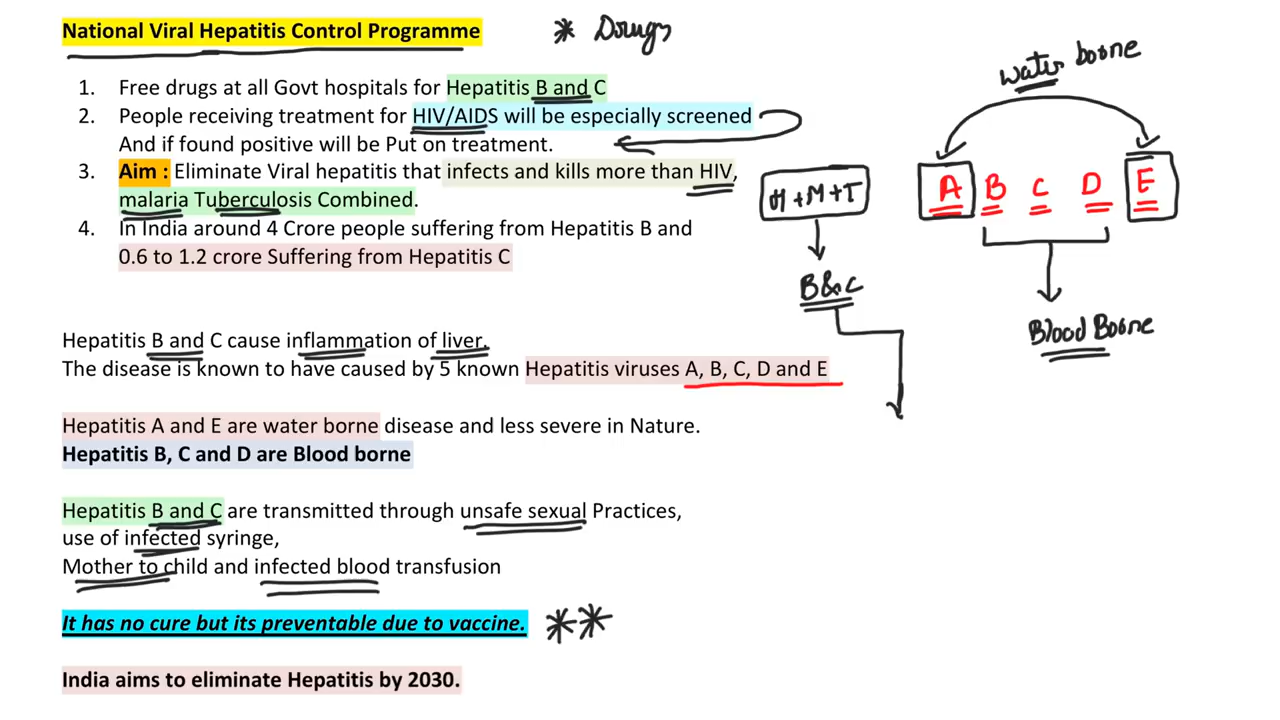 National Viral Hepatitis Control Programme
* Drugs
1. Free drugs at all Govt hospitals for Hepatitis B and C
2. People receiving treatment for HIV/AIDS will be especially screened
And if found positive will be Put on treatment.
3. Aim : Eliminate Viral hepatitis that infects and kills more than HIV,
malaria Tuberculosis Combined.
4. In India around 4 Crore people suffering from Hepatitis B and
0.6 to 1.2 crore Suffering from Hepatitis C
Hepatitis B and C cause inflammation of liver.
The disease is known to have caused by 5 known Hepatitis viruses A, B, C, D and E
Hepatitis A and E are water borne disease and less severe in Nature.
Hepatitis B, C and D are Blood borne
Hepatitis B and C are transmitted through unsafe sexual Practices,
use of infected syringe,
Mother to child and infected blood transfusion
It has no cure but its preventable due to vaccine. **
India aims to eliminate Hepatitis by 2030.
H+M+T
B&C
water borne
A B C D E
Blood Borne